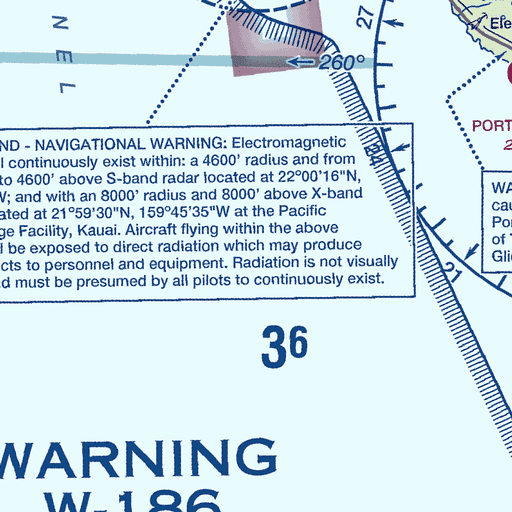 27
Ele
N E L
260°
PORT
2
ND - NAVIGATIONAL WARNING: Electromagnetic
l continuously exist within: a 4600' radius and from
to 4600' above S-band radar located at 22°00'16"N,
W; and with an 8000' radius and 8000' above X-band
ated at 21°59'30"N, 159°45'35"W at the Pacific
ge Facility, Kauai. Aircraft flying within the above
l be exposed to direct radiation which may produce
cts to personnel and equipment. Radiation is not visually
d must be presumed by all pilots to continuously exist.
24
WA
cau
Por
of T
Glid
21
36
WARNING
W-186